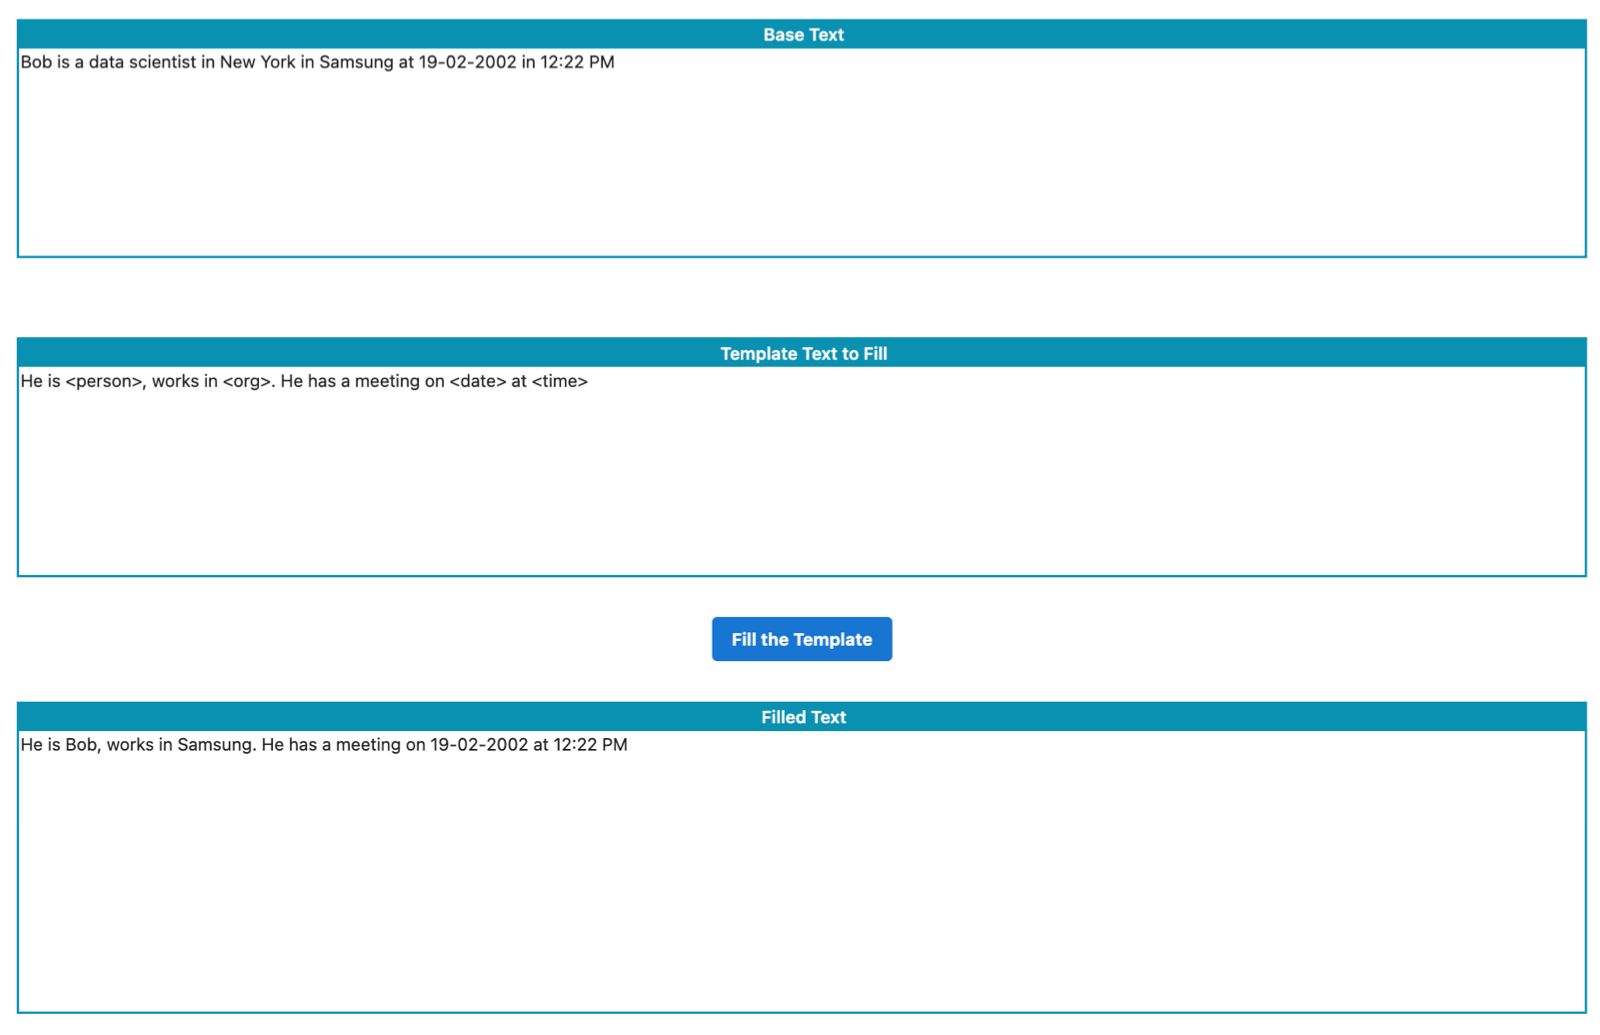 Base Text
Bob is a data scientist in New York in Samsung at 19-02-2002 in 12:22 PM
Template Text to Fill
He is <person>, works in <org>. He has a meeting on <date> at <time>
Fill the Template
Filled Text
He is Bob, works in Samsung. He has a meeting on 19-02-2002 at 12:22 PM